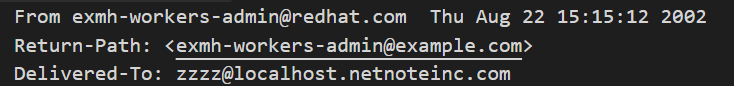 From exmh-workers-admin@redhat.com  Thu Aug 22 15:15:12 2002
Return-Path: <exmh-workers-admin@example.com>
Delivered-To: zzzz@localhost.netnoteinc.com